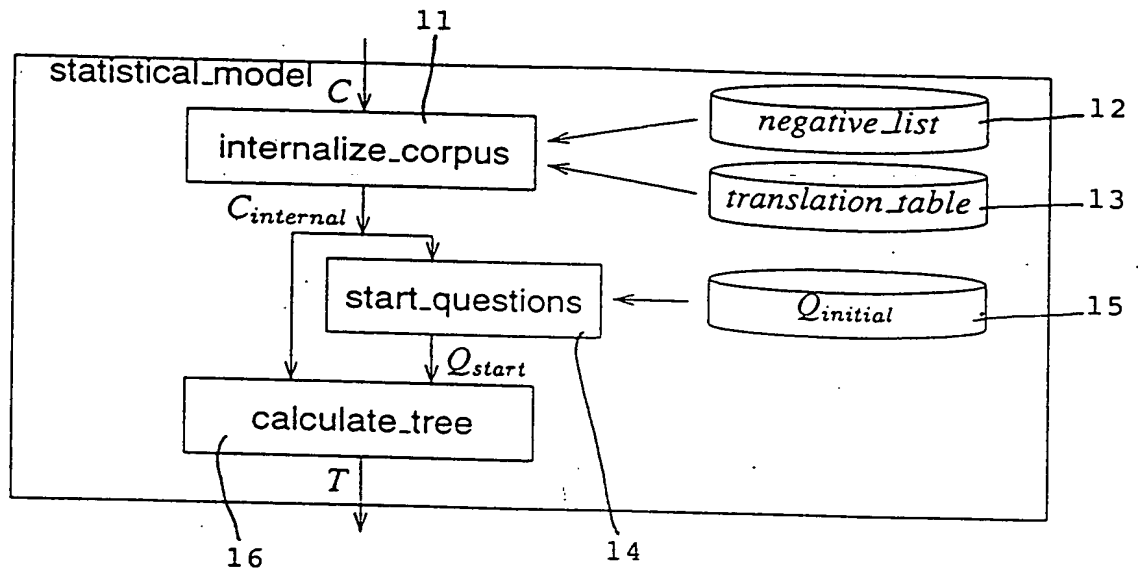 11
statistical_model
C
negative_list
12
internalize_corpus
translation_table
13
C_internal
start_questions
Q_initial
15
Q_start
calculate_tree
T
16
14